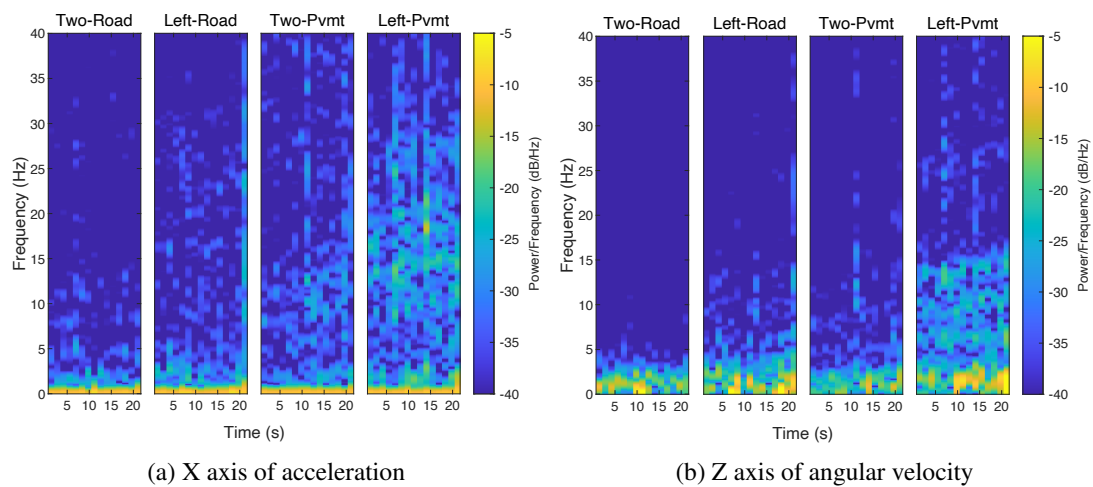 Two-Road Left-Road Two-Pvmt Left-Pvmt
40
35
30
25
20
15
10
5
0
Frequency (Hz)
5 10 15 20 5 10 15 20 5 10 15 20 5 10 15 20
Time (s)
-5
-10
-15
-20
-25
-30
-35
-40
Power/Frequency (dB/Hz)
(a) X axis of acceleration
Two-Road Left-Road Two-Pvmt Left-Pvmt
40
35
30
25
20
15
10
5
0
Frequency (Hz)
5 10 15 20 5 10 15 20 5 10 15 20 5 10 15 20
Time (s)
-5
-10
-15
-20
-25
-30
-35
-40
Power/Frequency (dB/Hz)
(b) Z axis of angular velocity